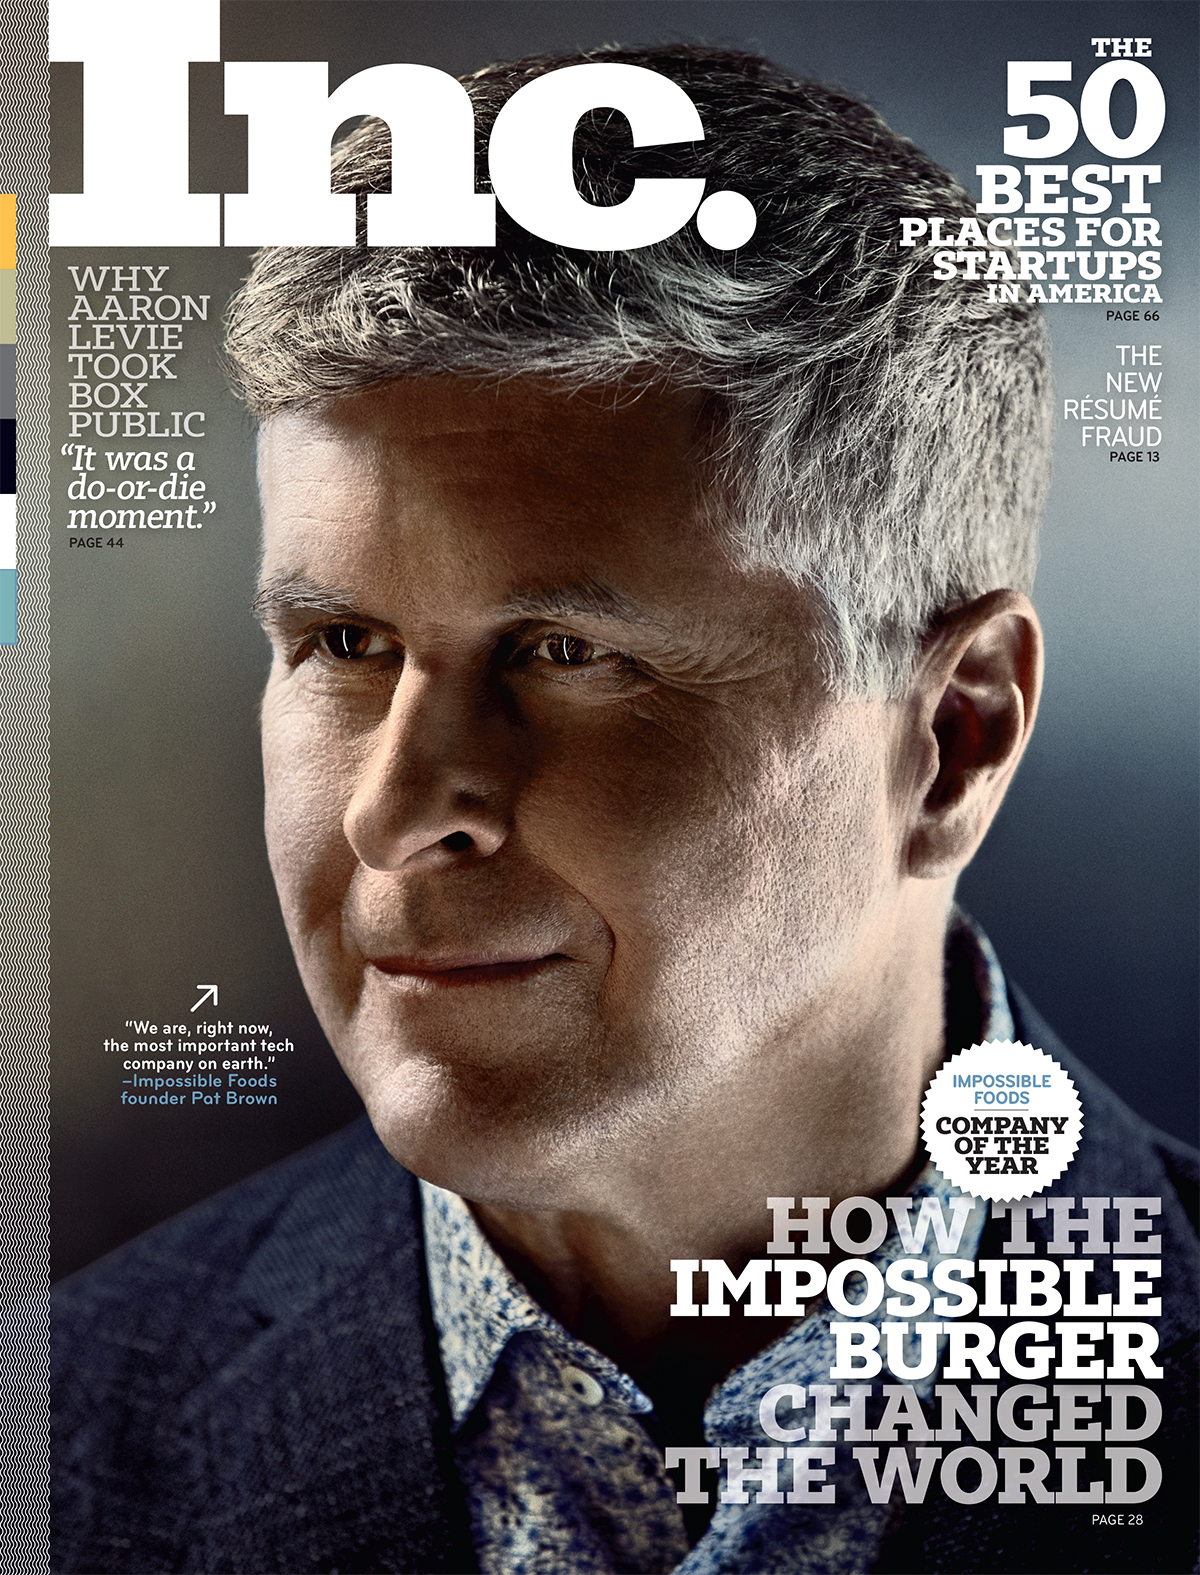 Inc.
THE
50
BEST
PLACES FOR
STARTUPS
IN AMERICA
PAGE 66
THE
NEW
RÉSUMÉ
FRAUD
PAGE 13
WHY
AARON
LEVIE
TOOK
BOX
PUBLIC
“It was a
do-or-die
moment.”
PAGE 44
“We are, right now,
the most important tech
company on earth.”
–Impossible Foods
founder Pat Brown
IMPOSSIBLE
FOODS
COMPANY
OF THE
YEAR
HOW THE
IMPOSSIBLE
BURGER
CHANGED
THE WORLD
PAGE 28